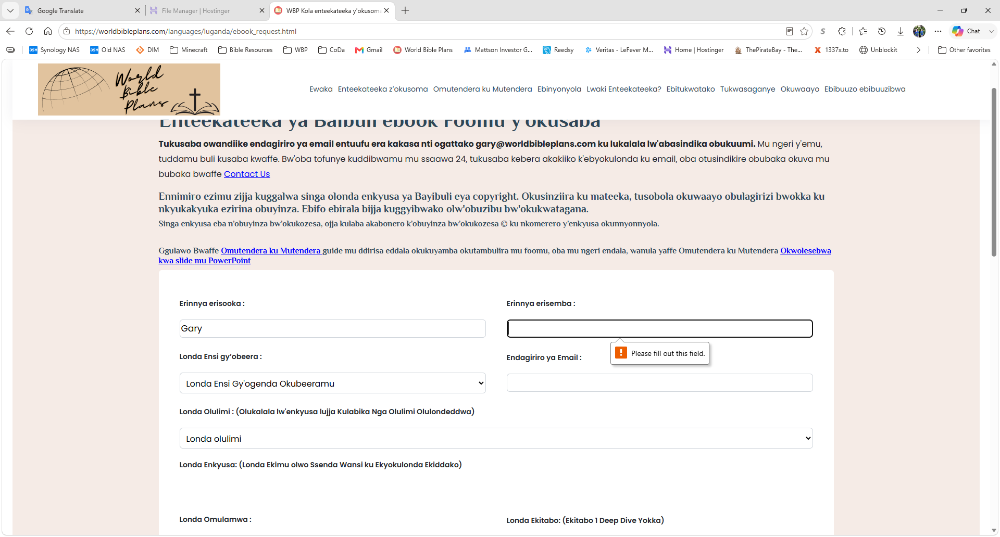 Google Translate
File Manager | Hostinger
WBP Kola enteekateeka y'okusoma
https://worldbibleplans.com/languages/luganda/ebook_request.html
Chat
Synology NAS
Old NAS
DIM
Minecraft
Bible Resources
WBP
CoDa
Gmail
World Bible Plans
Mattson Investor G...
Reedsy
Veritas - LeFever M...
Home | Hostinger
ThePirateBay - The...
1337x.to
Unblockit
Other favorites
World
Bible
Plans
Ewaka Enteekateeka z’okusoma Omutendera ku Mutendera Ebinyonyola Lwaki Enteekateeka? Ebitukwatako Tukwasaganye Okuwaayo Ebibuuzo ebibuuzibwa
Enteekateeka ya Baibuli ebook Foomu y'okusaba
Tukusaba owandiike endagiriro ya email entuufu era kakasa nti ogattako gary@worldbibleplans.com ku lukalala lw'abasindika obukuumi. Mu ngeri y'emu,
tuddamu buli kusaba kwaffe. Bw'oba tofunye kuddibwamu mu ssaawa 24, tukusaba kebera akakiiko k'ebyokulonda ku email, oba otusindikire obubaka okuva mu
bubaka bwaffe Contact Us
Ennimiro ezimu zijja kuggalwa singa olonda enkyusa ya Bayibuli eya copyright. Okusinziira ku mateeka, tusobola okuwaayo obulagirizi bwokka ku
nkyukakyuka ezirina obuyinza. Ebifo ebirala bijja kuggyibwako olw'obuzibu bw'okukwatagana.
Singa enkyusa eba n’obuyinza bw’okukozesa, ojja kulaba akabonero k’obuyinza bw’okukozesa © ku nkomerero y’enkyusa okunnyonnyola.
Ggulawo Bwaffe Omutendera ku Mutendera guide mu ddirisa eddala okukuyamba okutambulira mu foomu, oba mu ngeri endala, wanula yaffe Omutendera ku Mutendera Okwolesebwa
kwa slide mu PowerPoint
Erinnya erisooka :
Erinnya erisemba :
Gary
Please fill out this field.
Londa Ensi gy’obeera :
Endagiriro ya Email :
Londa Ensi Gy'ogenda Okubeeramu
Londa Olulimi : (Olukalala lw'enkyusa lujja Kulabika Nga Olulimi Olulondeddwa)
Londa olulimi
Londa Enkyusa: (Londa Ekimu olwo Ssenda Wansi ku Ekyokulonda Ekiddako)
Londa Omulamwa :
Londa Ekitabo: (Ekitabo 1 Deep Dive Yokka)